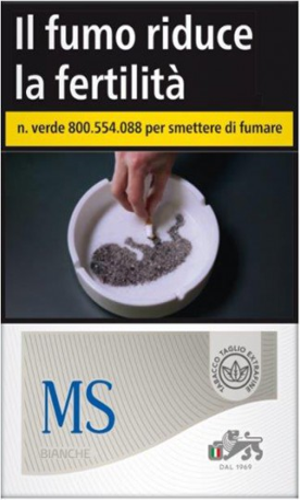 Il fumo riduce
la fertilità
n. verde 800.554.088 per smettere di fumare
TABACCO TAGLIO EXTRAFINE
MS
BIANCHE
DAL 1969